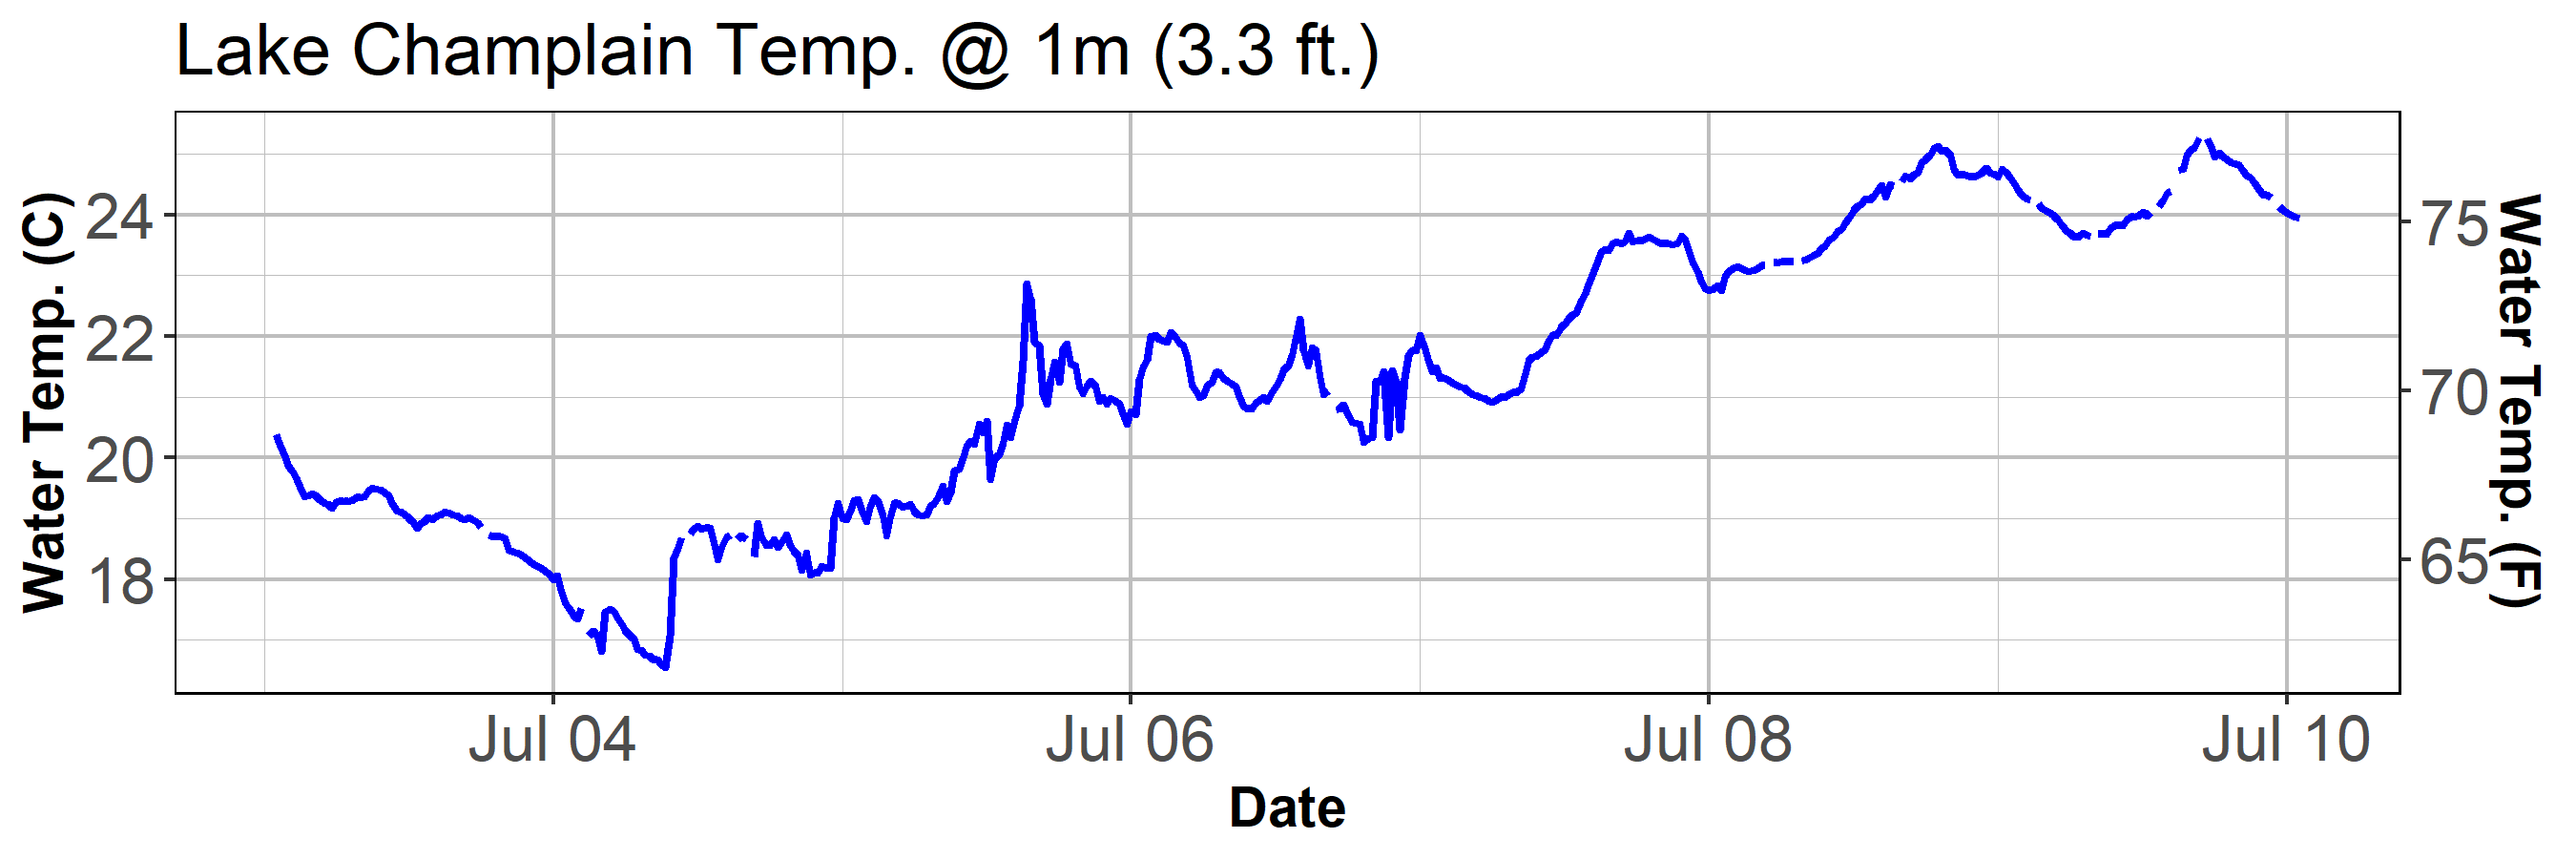 Lake Champlain Temp. @ 1m (3.3 ft.)
Water Temp. (C)
24
22
20
18
75
70
65
Water Temp. (F)
Jul 04 Jul 06 Jul 08 Jul 10
Date